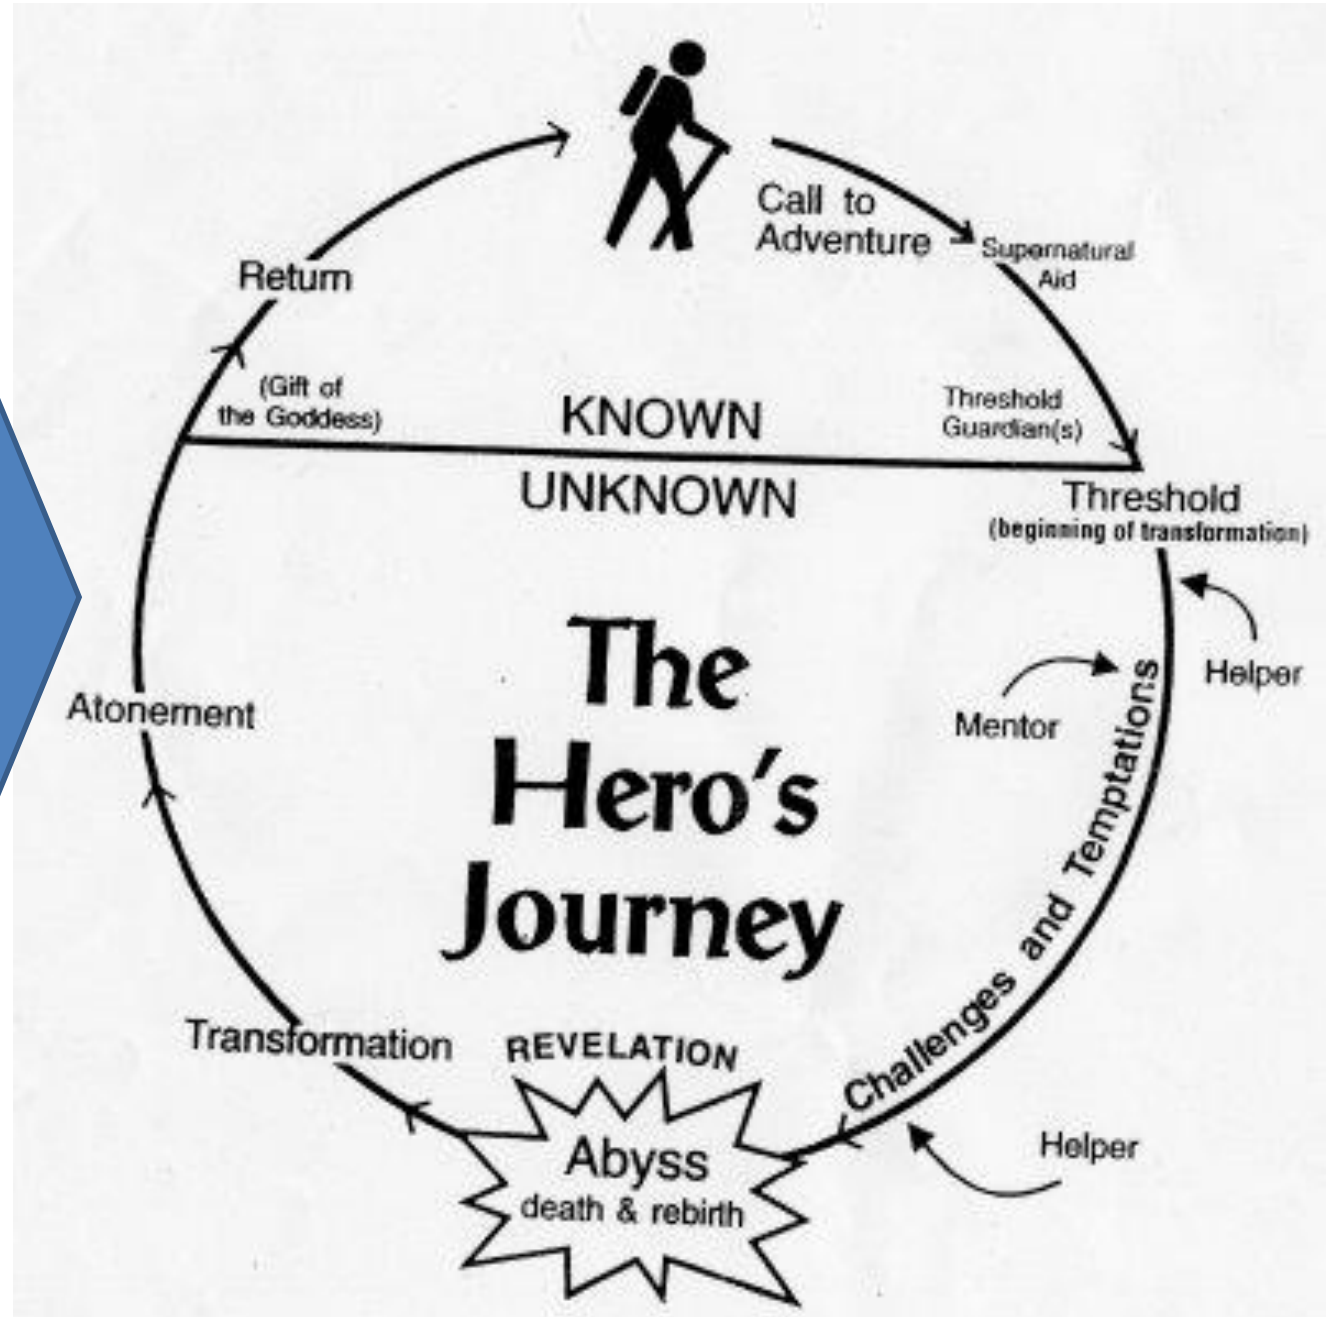 Call to
Adventure
Supernatural
Aid
Return
(Gift of
the Goddess)
KNOWN
Threshold
Guardian(s)
UNKNOWN
Threshold
(beginning of transformation)
Helper
Mentor
Challenges and Temptations
The
Hero's
Journey
Atonement
Transformation
REVELATION
Abyss
death & rebirth
Helper